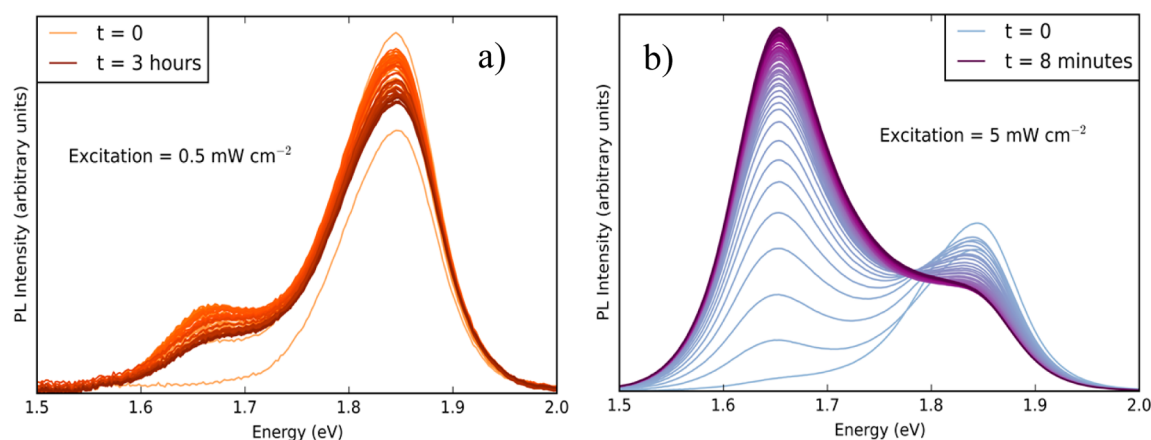 t = 0
t = 3 hours
a)
Excitation = 0.5 mW cm⁻²
PL Intensity (arbitrary units)
1.5 1.6 1.7 1.8 1.9 2.0
Energy (eV)
b)
t = 0
t = 8 minutes
Excitation = 5 mW cm⁻²
PL Intensity (arbitrary units)
1.5 1.6 1.7 1.8 1.9 2.0
Energy (eV)